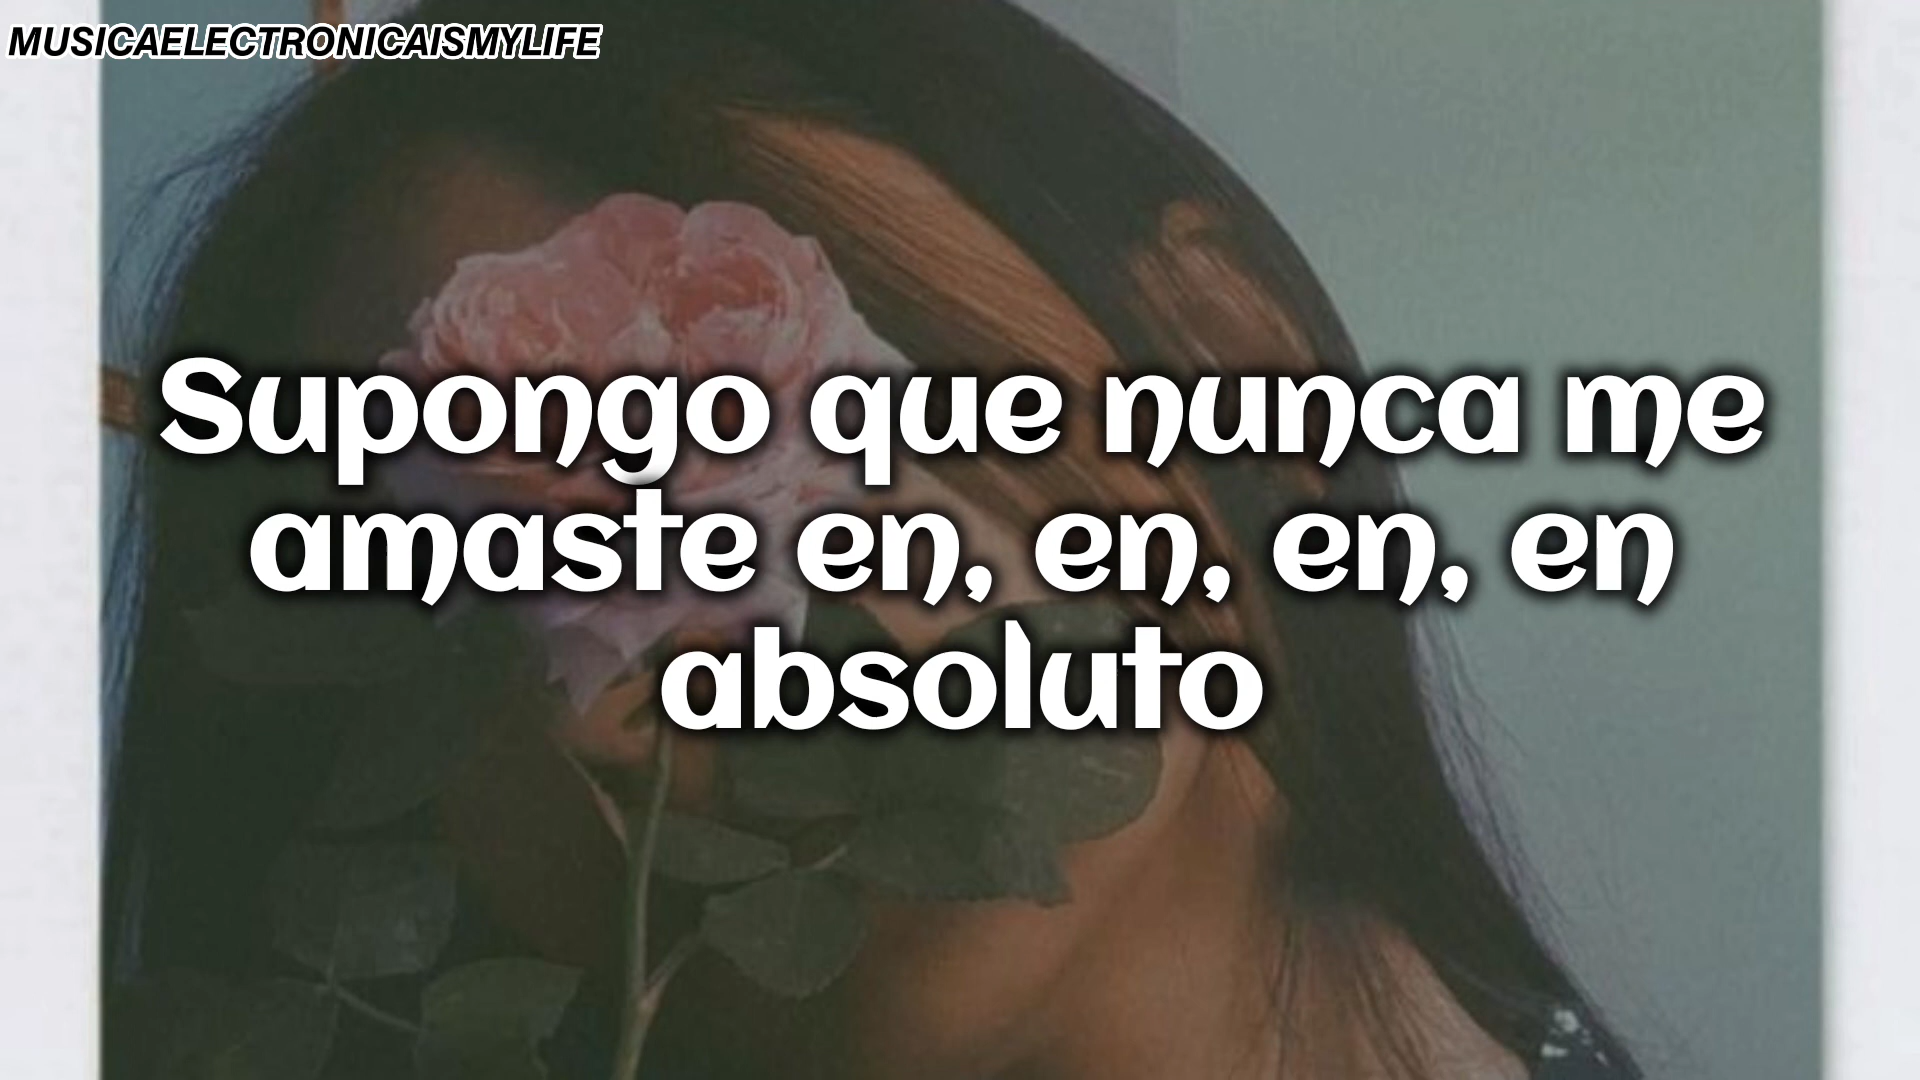 MUSICAELECTRONICAISMYLIFE
Supongo que nunca me
amaste en, en, en, en
absoluto